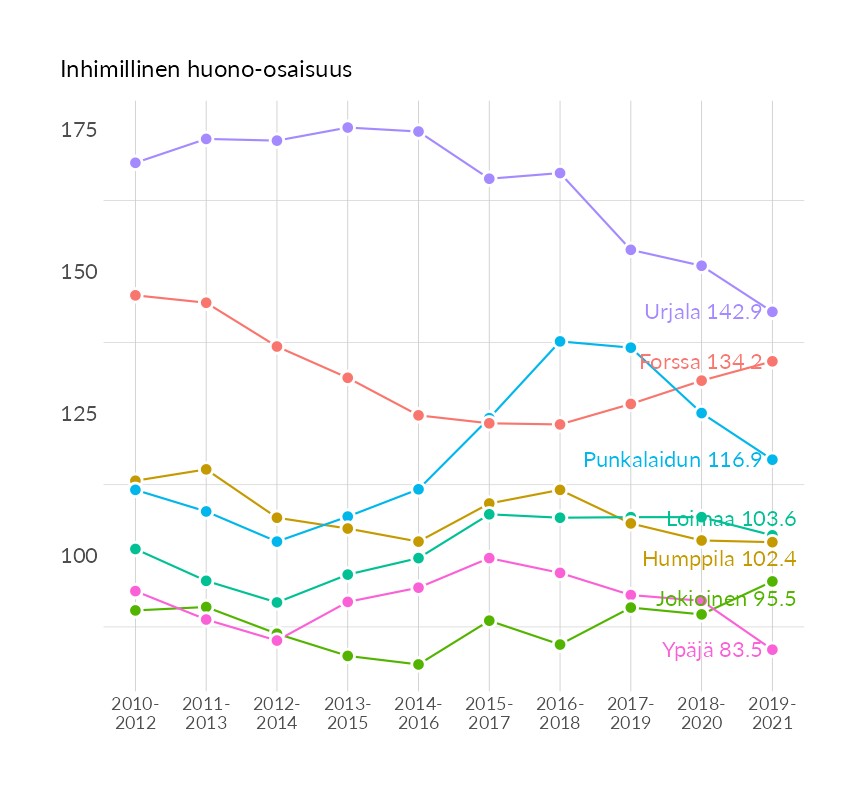 Inhimillinen huono-osaisuus
175
150
125
100
Urjala 142.9
Forssa 134.2
Punkalaidun 116.9
Loimaa 103.6
Humppila 102.4
Jokioinen 95.5
Ypäjä 83.5
2010- 2011- 2012- 2013- 2014- 2015- 2016- 2017- 2018- 2019-
2012 2013 2014 2015 2016 2017 2018 2019 2020 2021